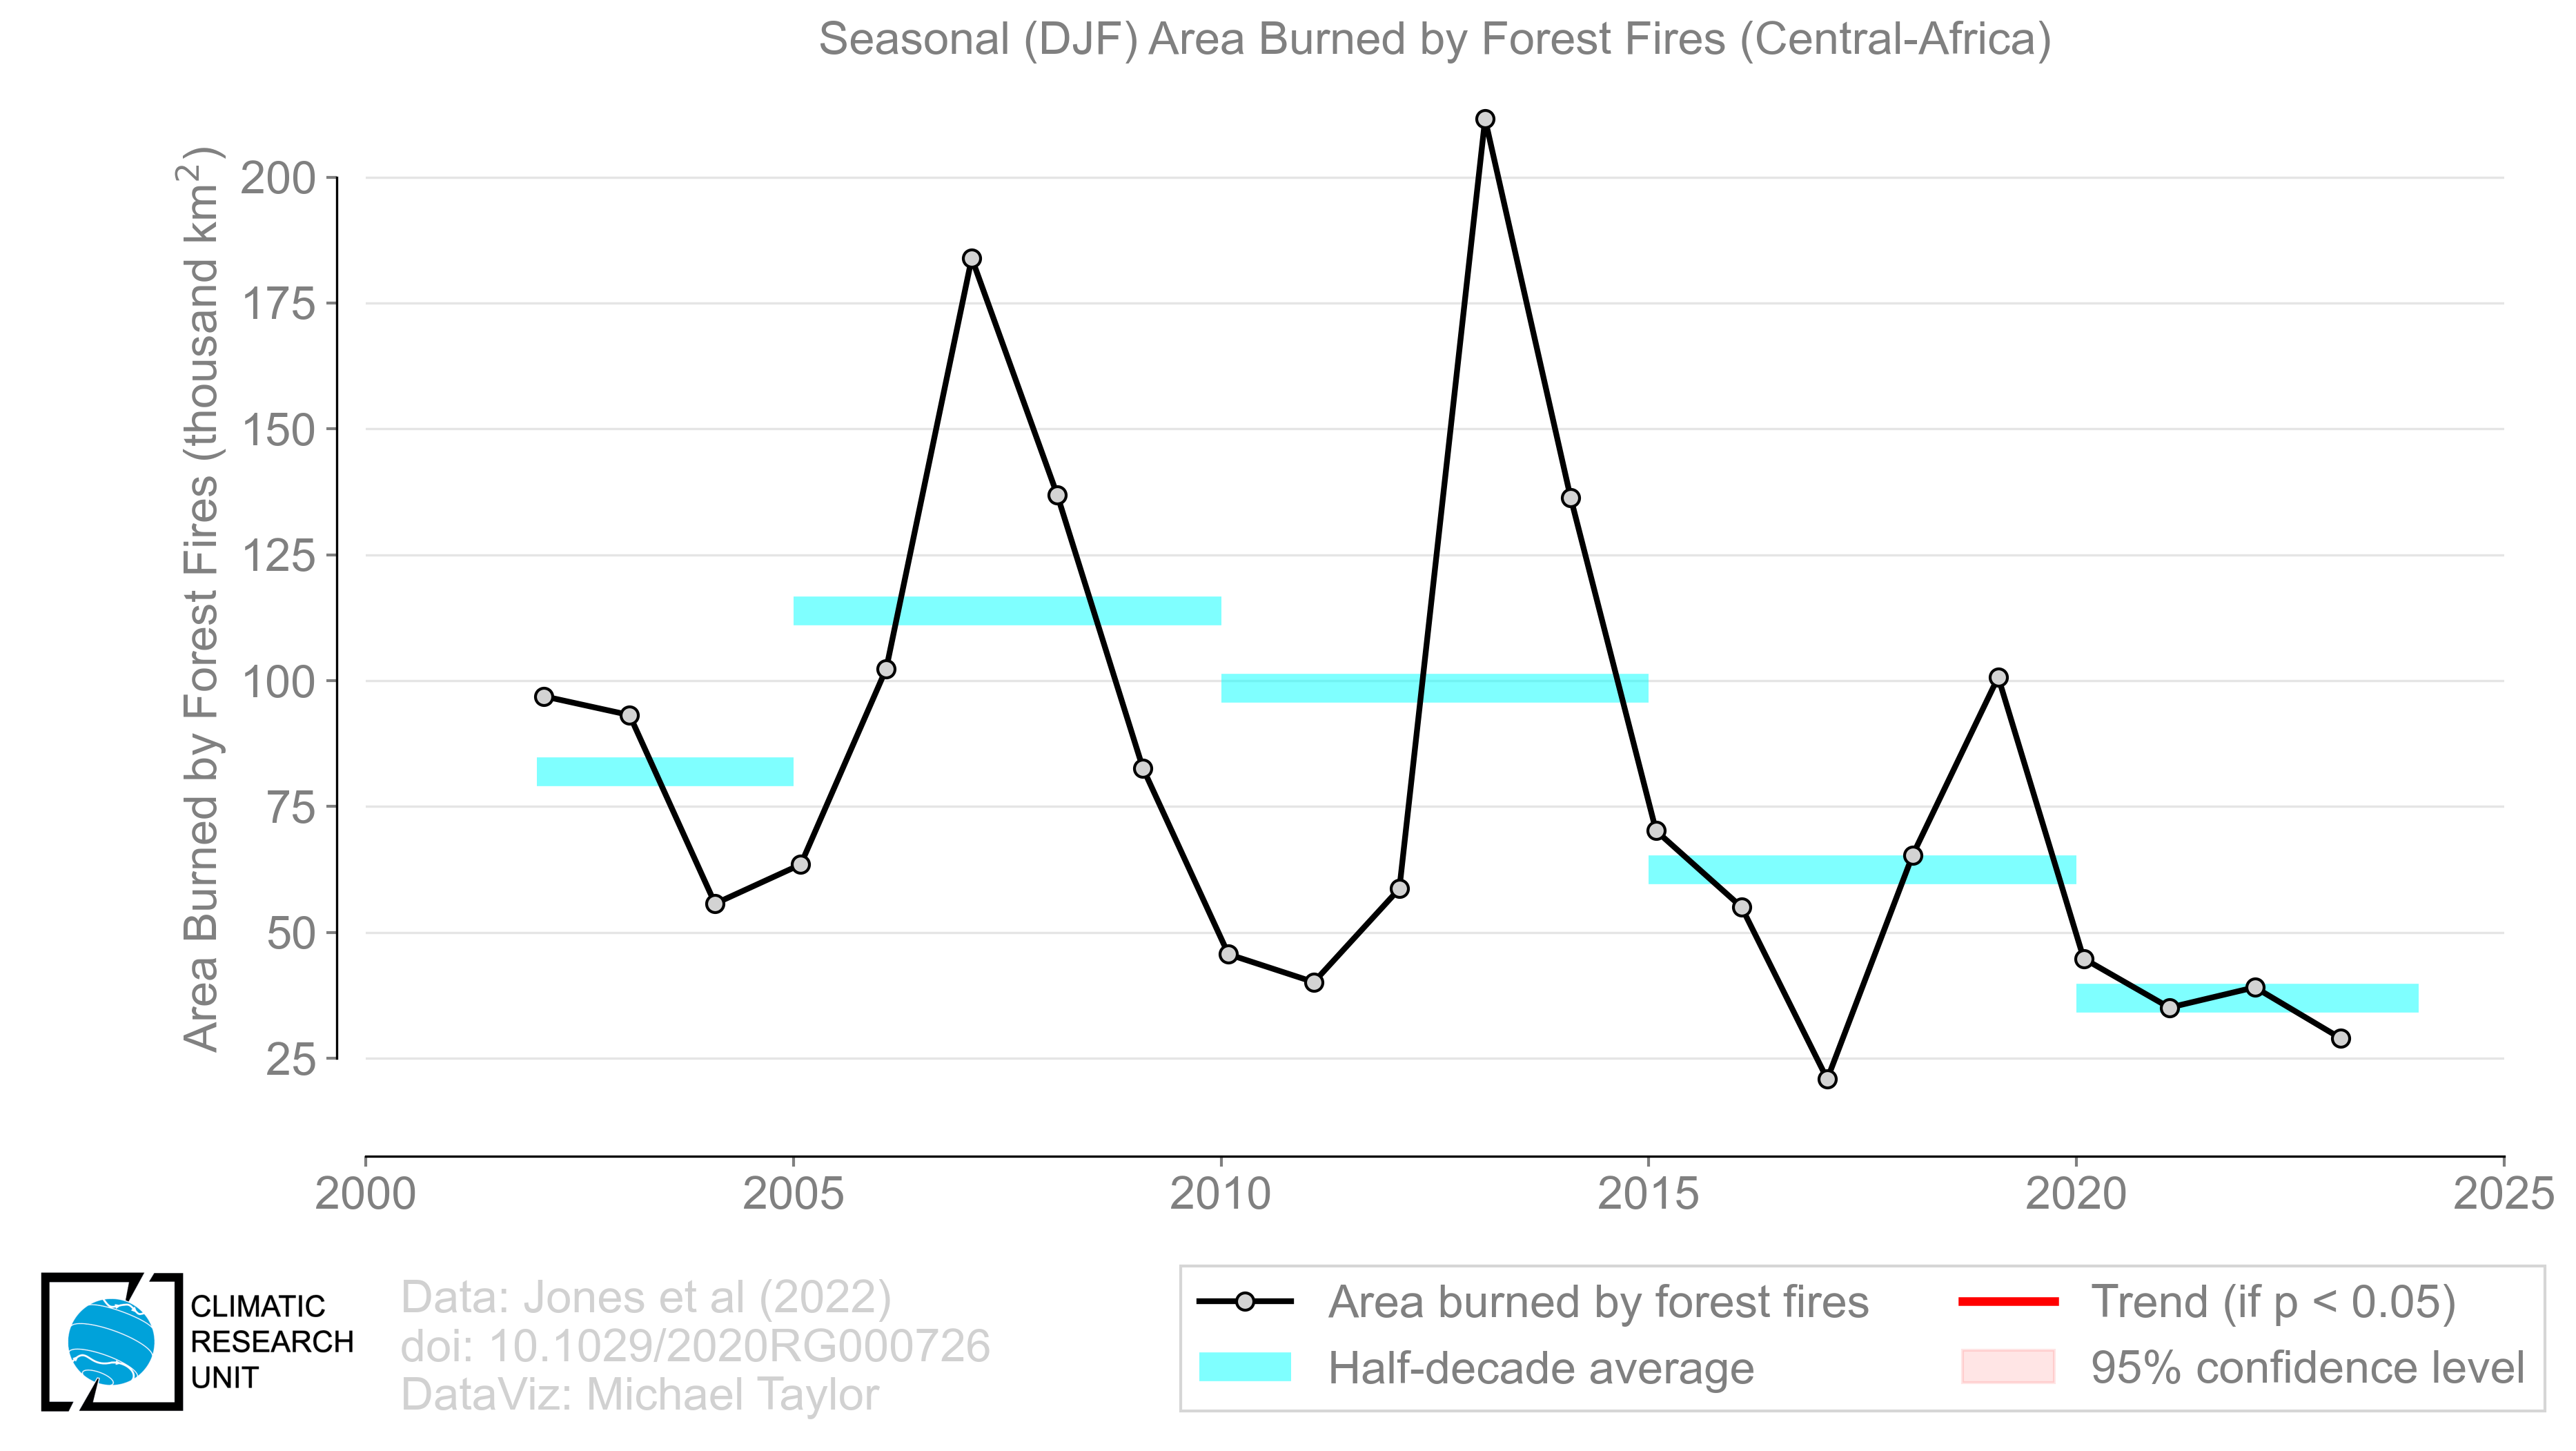 Seasonal (DJF) Area Burned by Forest Fires (Central-Africa)
Area Burned by Forest Fires (thousand km²)
200
175
150
125
100
75
50
25
2000
2005
2010
2015
2020
2025
CLIMATIC
RESEARCH
UNIT
Data: Jones et al (2022)
doi: 10.1029/2020RG000726
DataViz: Michael Taylor
Area burned by forest fires
Half-decade average
Trend (if p < 0.05)
95% confidence level